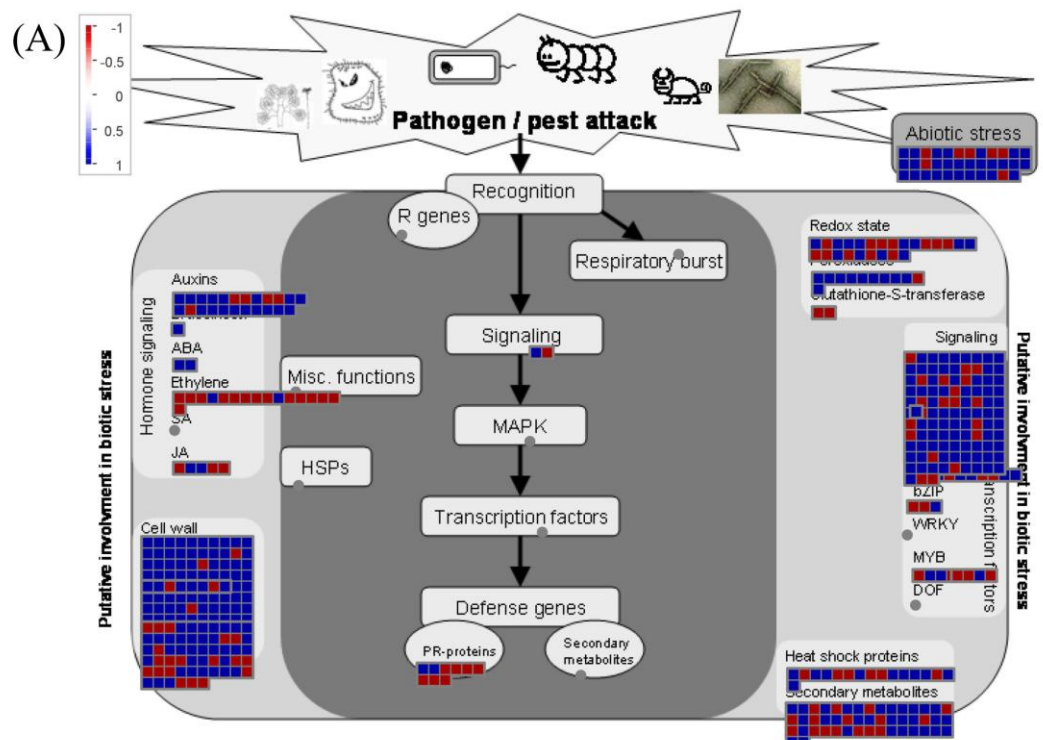 (A)
-1
-0.5
0
0.5
1
Pathogen / pest attack
Abiotic stress
Recognition
R genes
Respiratory burst
Redox state
Peroxidases
Glutathione-S-transferase
Auxins
ABA
Ethylene
SA
JA
Hormone signaling
Putative involvment in biotic stress
Misc. functions
HSPs
Signaling
MAPK
Transcription factors
Defense genes
PR-proteins
Secondary
metabolites
Cell wall
Signaling
bZIP
WRKY
MYB
DOF
factors
Putative involvment in biotic stress
Heat shock proteins
Secondary metabolites